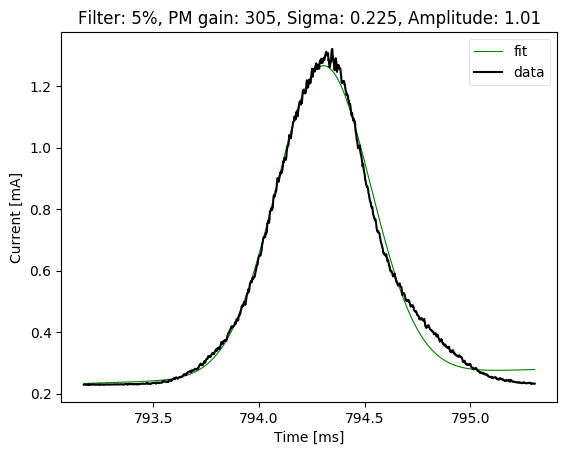 Filter: 5%, PM gain: 305, Sigma: 0.225, Amplitude: 1.01
fit
data
Current [mA]
1.2
1.0
0.8
0.6
0.4
0.2
793.5 794.0 794.5 795.0
Time [ms]